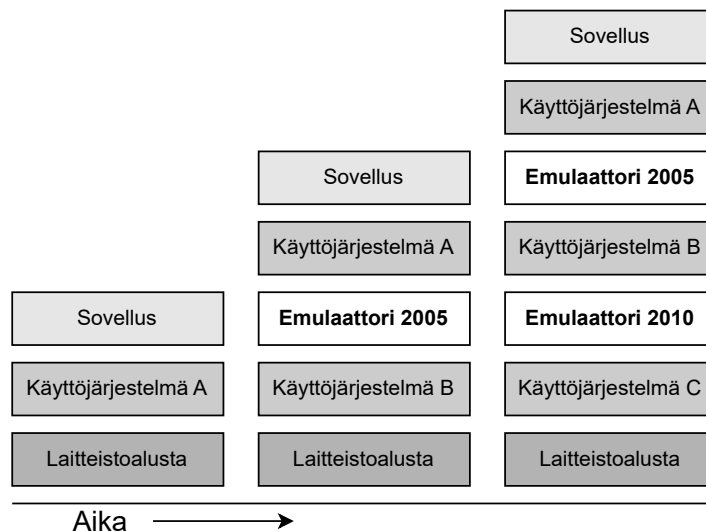 Sovellus
Käyttöjärjestelmä A
Sovellus
Emulaattori 2005
Käyttöjärjestelmä A
Käyttöjärjestelmä B
Sovellus
Emulaattori 2005
Emulaattori 2010
Käyttöjärjestelmä A
Käyttöjärjestelmä B
Käyttöjärjestelmä C
Laitteistoalusta
Laitteistoalusta
Laitteistoalusta
Aika